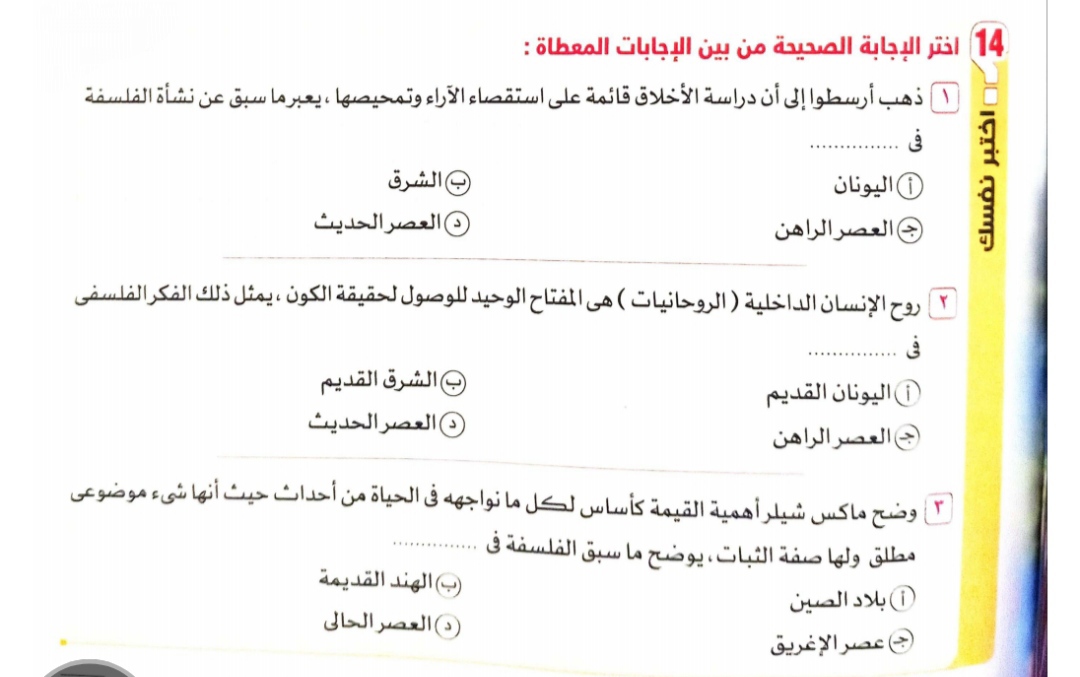 14 اختر الإجابة الصحيحة من بين الإجابات المعطاة :
اختبر نفسك
١ ذهب أرسطوا إلى أن دراسة الأخلاق قائمة على استقصاء الآراء وتمحيصها ، يعبر ما سبق عن نشأة الفلسفة
فى ...............
أ اليونان ب الشرق
ج العصر الراهن د العصر الحديث
٢ روح الإنسان الداخلية ( الروحانيات ) هى المفتاح الوحيد للوصول لحقيقة الكون ، يمثل ذلك الفكر الفلسفى
فى ...............
أ اليونان القديم ب الشرق القديم
ج العصر الراهن د العصر الحديث
٣ وضح ماكس شيلر أهمية القيمة كأساس لكل ما نواجهه فى الحياة من أحداث حيث أنها شىء موضوعى
مطلق ولها صفة الثبات ، يوضح ما سبق الفلسفة فى ...............
أ بلاد الصين ب الهند القديمة
ج عصر الإغريق د العصر الحالى